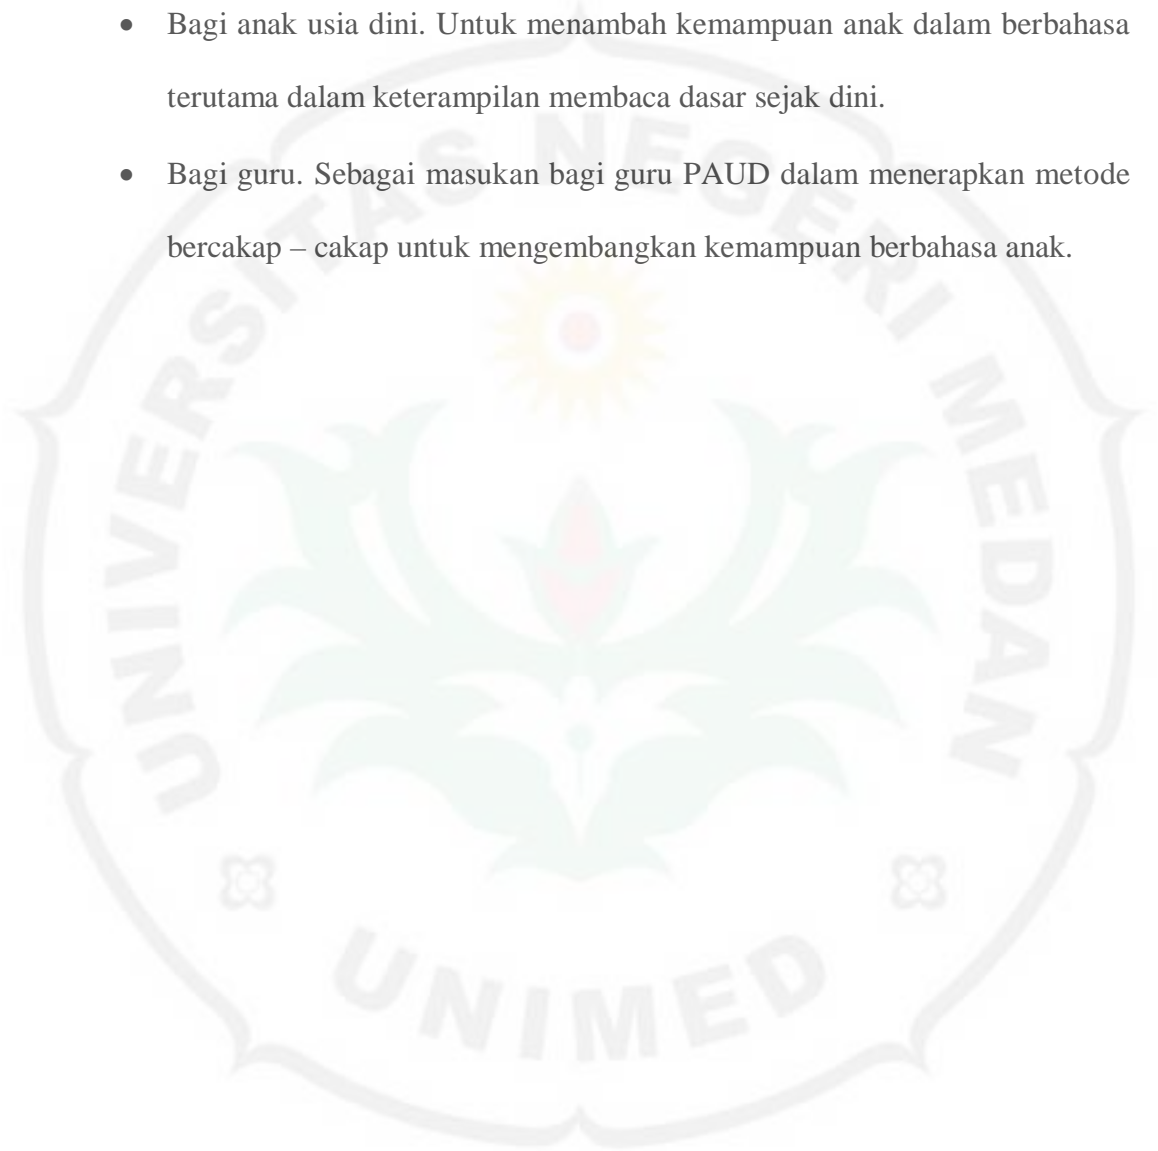 • Bagi anak usia dini. Untuk menambah kemampuan anak dalam berbahasa
terutama dalam keterampilan membaca dasar sejak dini.
• Bagi guru. Sebagai masukan bagi guru PAUD dalam menerapkan metode
bercakap – cakap untuk mengembangkan kemampuan berbahasa anak.
UNIVERSITAS NEGERI MEDAN
UNIMED